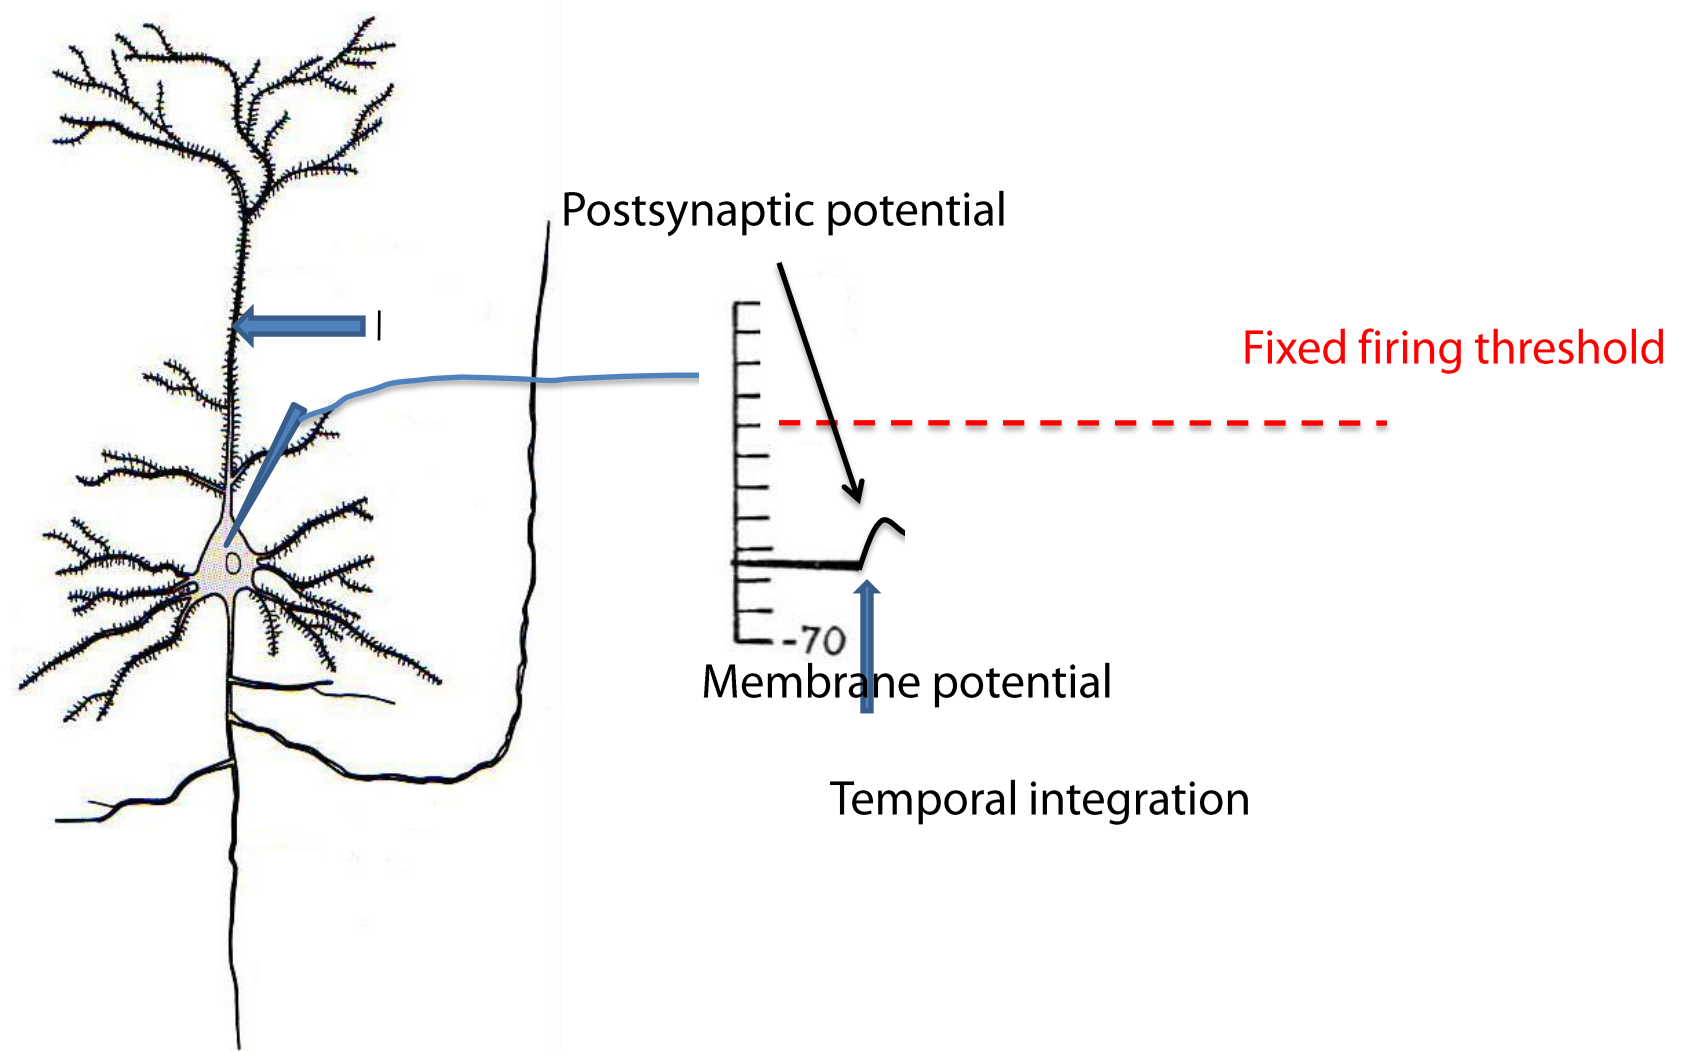 Postsynaptic potential
I
Fixed firing threshold
-70
Membrane potential
Temporal integration